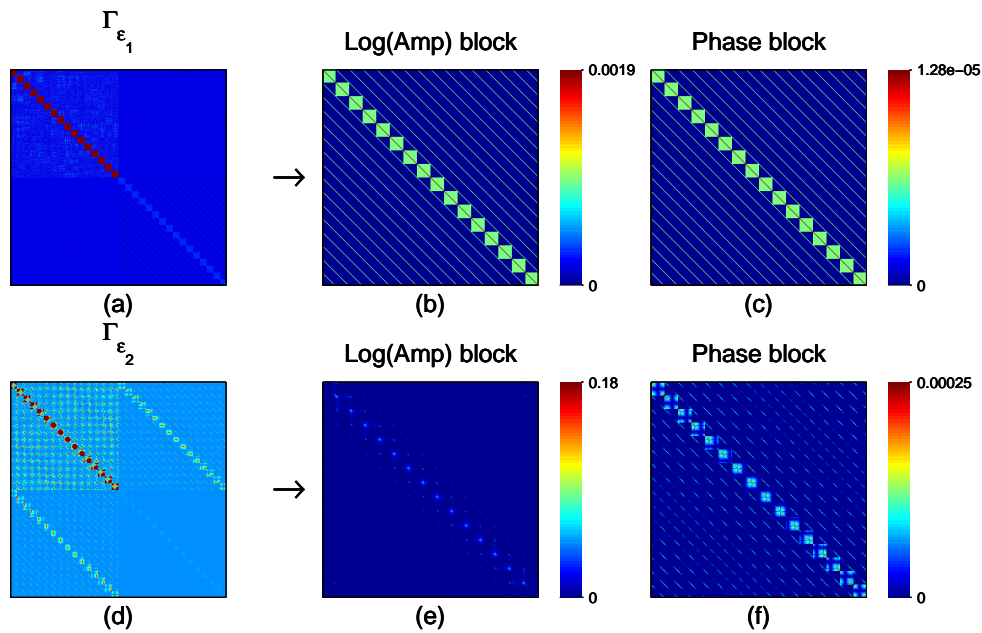 Γε1
Log(Amp) block
Phase block
0.0019
0
1.28e−05
0
→
(a)
(b)
(c)
Γε2
Log(Amp) block
Phase block
0.18
0
0.00025
0
→
(d)
(e)
(f)